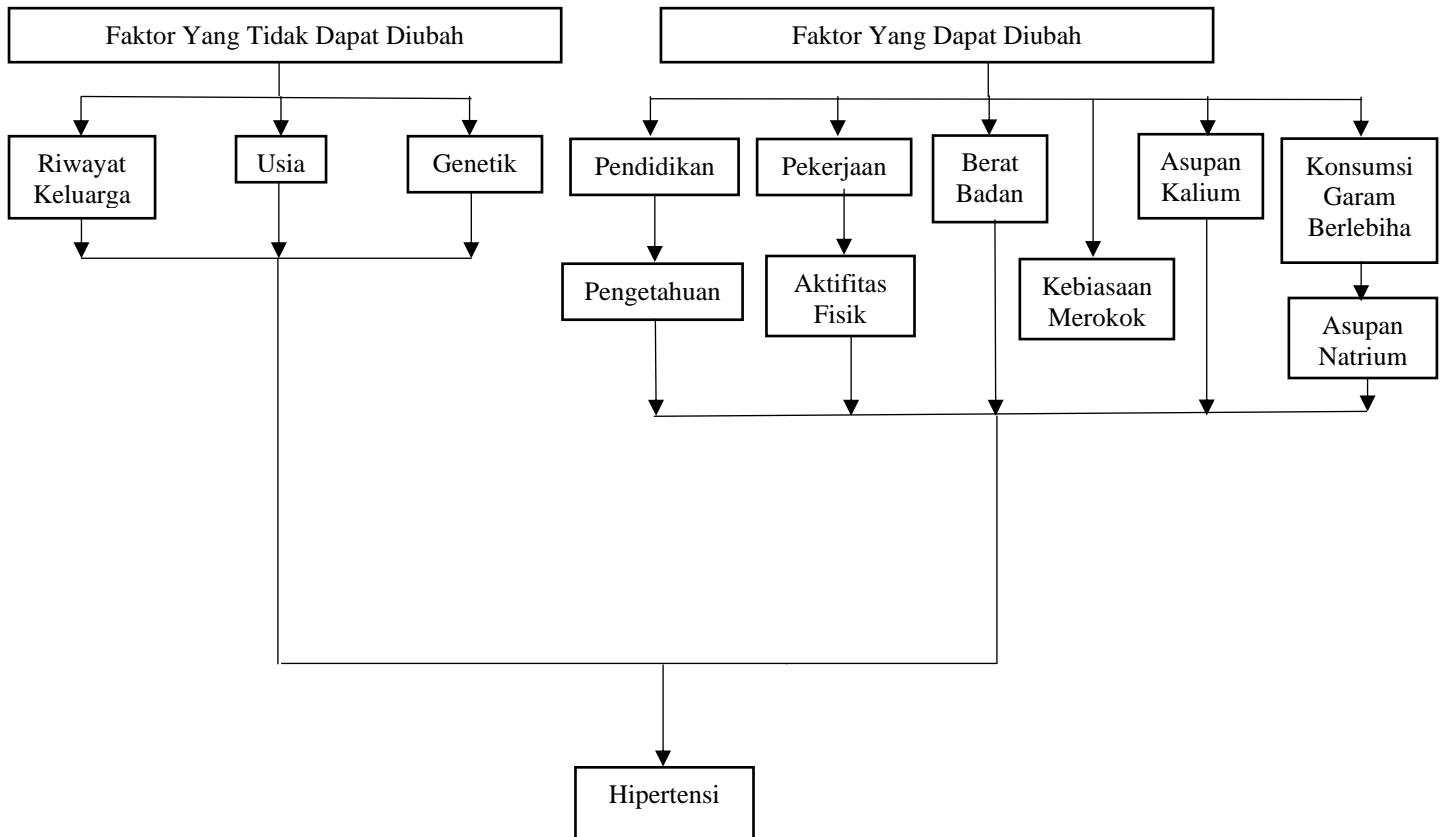 Faktor Yang Tidak Dapat Diubah
Faktor Yang Dapat Diubah
Riwayat
Keluarga
Usia
Genetik
Pendidikan
Pekerjaan
Berat
Badan
Asupan
Kalium
Konsumsi
Garam
Berlebiha
Pengetahuan
Aktifitas
Fisik
Kebiasaan
Merokok
Asupan
Natrium
Hipertensi